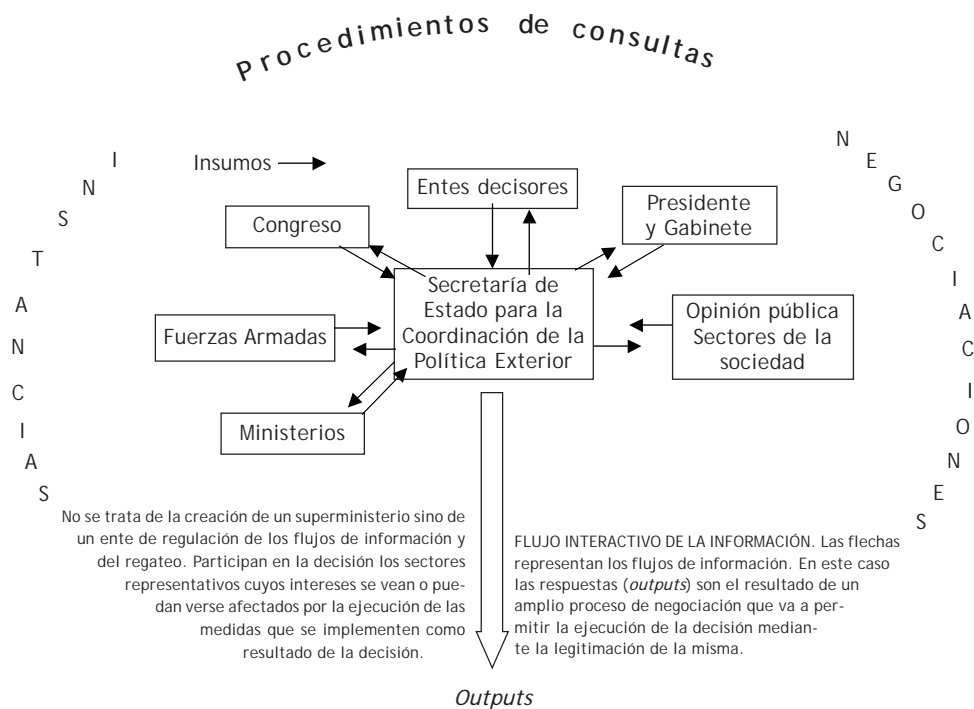 Procedimientos de consultas
INSTANCIAS
NEGOCIACIONES
Insumos
Entes decisores
Congreso
Presidente
y Gabinete
Secretaría de
Estado para la
Coordinación de la
Política Exterior
Fuerzas Armadas
Opinión pública
Sectores de la
sociedad
Ministerios
No se trata de la creación de un superministerio sino de
un ente de regulación de los flujos de información y
del regateo. Participan en la decisión los sectores
representativos cuyos intereses se vean o pue-
dan verse afectados por la ejecución de las
medidas que se implementen como
resultado de la decisión.
FLUJO INTERACTIVO DE LA INFORMACIÓN. Las flechas
representan los flujos de información. En este caso
las respuestas (outputs) son el resultado de un
amplio proceso de negociación que va a per-
mitir la ejecución de la decisión median-
te la legitimación de la misma.
Outputs